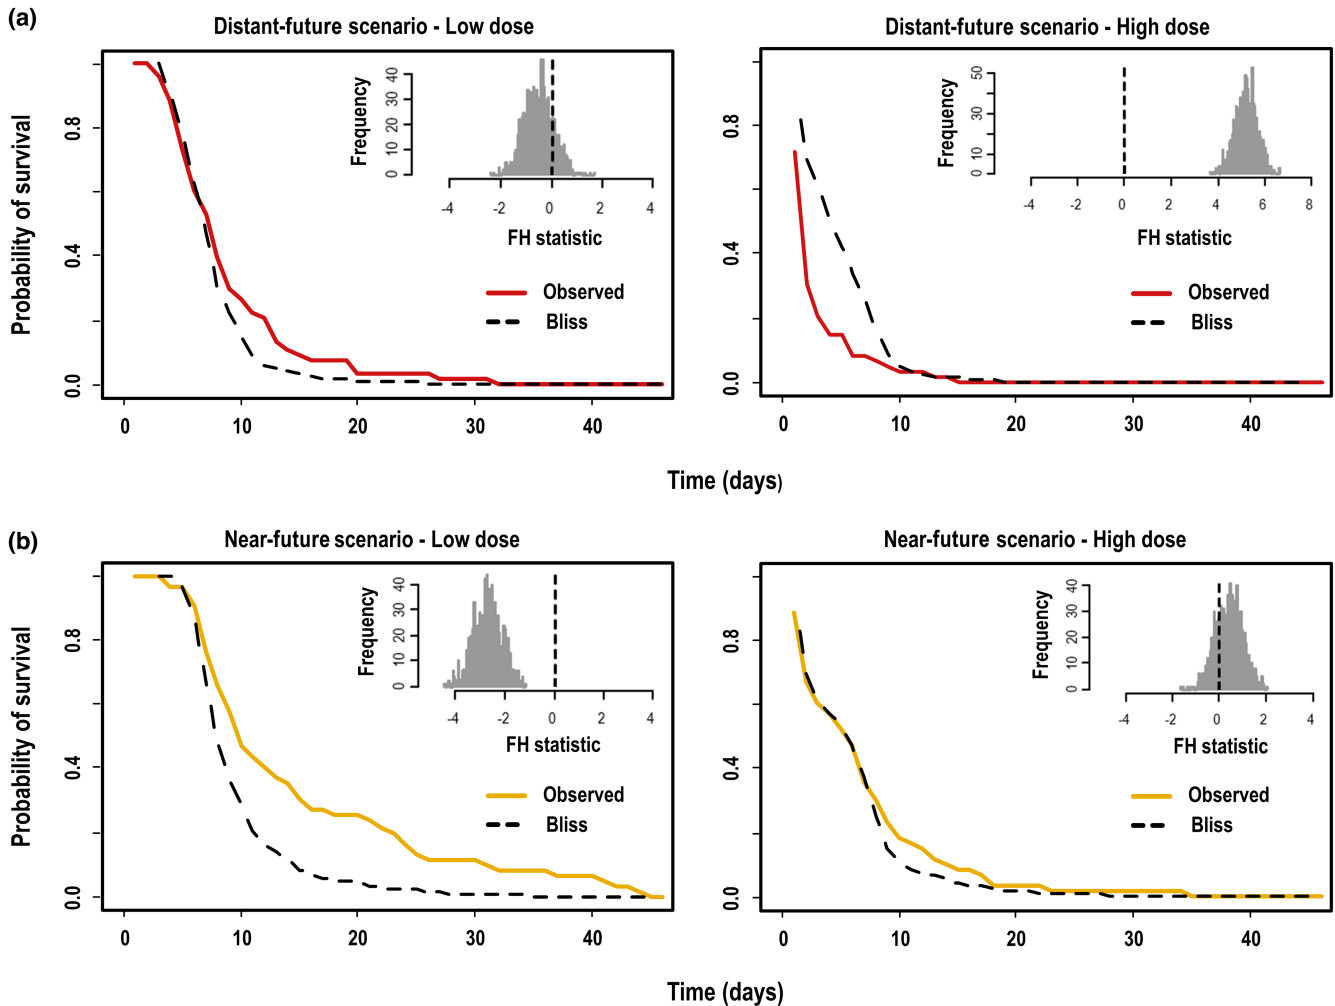 (a)
Distant-future scenario - Low dose
Probability of survival
0.8
0.4
0.0
0 10 20 30 40
Frequency
40
30
20
10
0
-4 -2 0 2 4
FH statistic
Observed
Bliss
Distant-future scenario - High dose
0.8
0.4
0.0
0 10 20 30 40
Frequency
50
30
10
0
-4 -2 0 2 4 6 8
FH statistic
Observed
Bliss
Time (days)
(b)
Near-future scenario - Low dose
Probability of survival
0.8
0.4
0.0
0 10 20 30 40
Frequency
40
30
20
10
0
-4 -2 0 2 4
FH statistic
Observed
Bliss
Near-future scenario - High dose
0.8
0.4
0.0
0 10 20 30 40
Frequency
40
30
20
10
0
-4 -2 0 2 4
FH statistic
Observed
Bliss
Time (days)